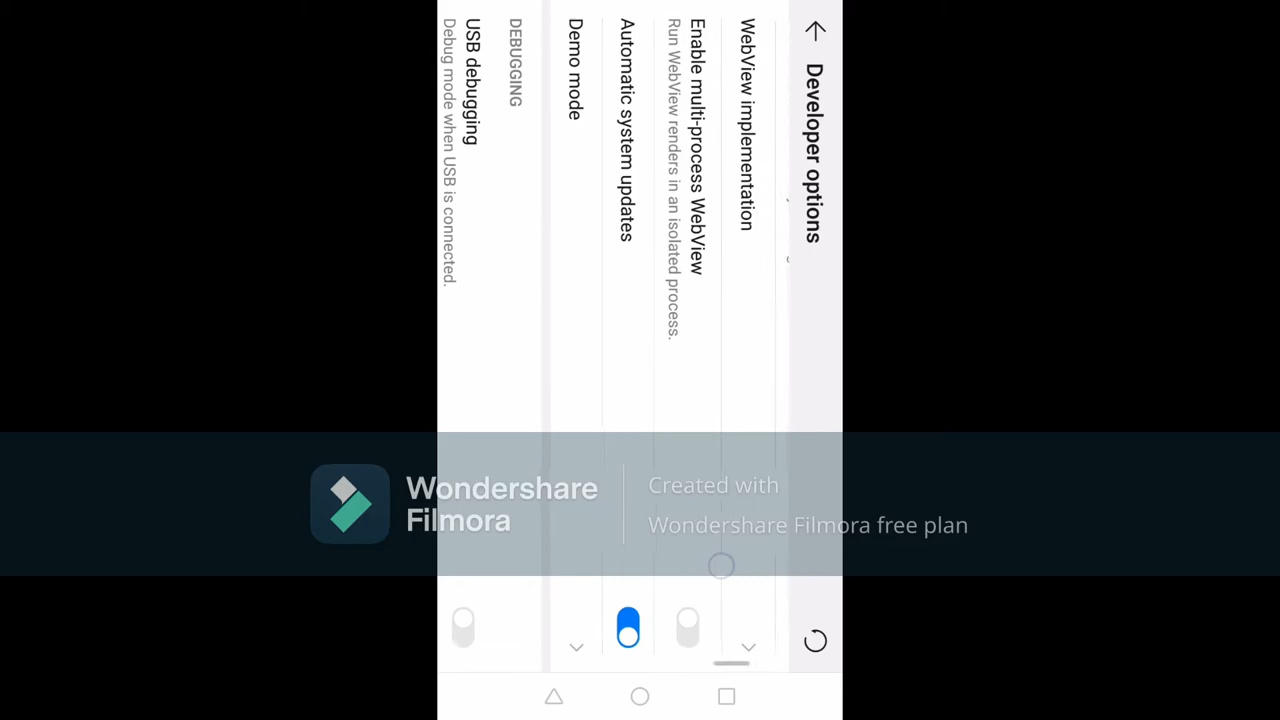 Developer options
WebView implementation
Enable multi-process WebView
Run WebView renders in an isolated process.
Automatic system updates
Demo mode
DEBUGGING
USB debugging
Debug mode when USB is connected.
Wondershare
Filmora
Created with
Wondershare Filmora free plan